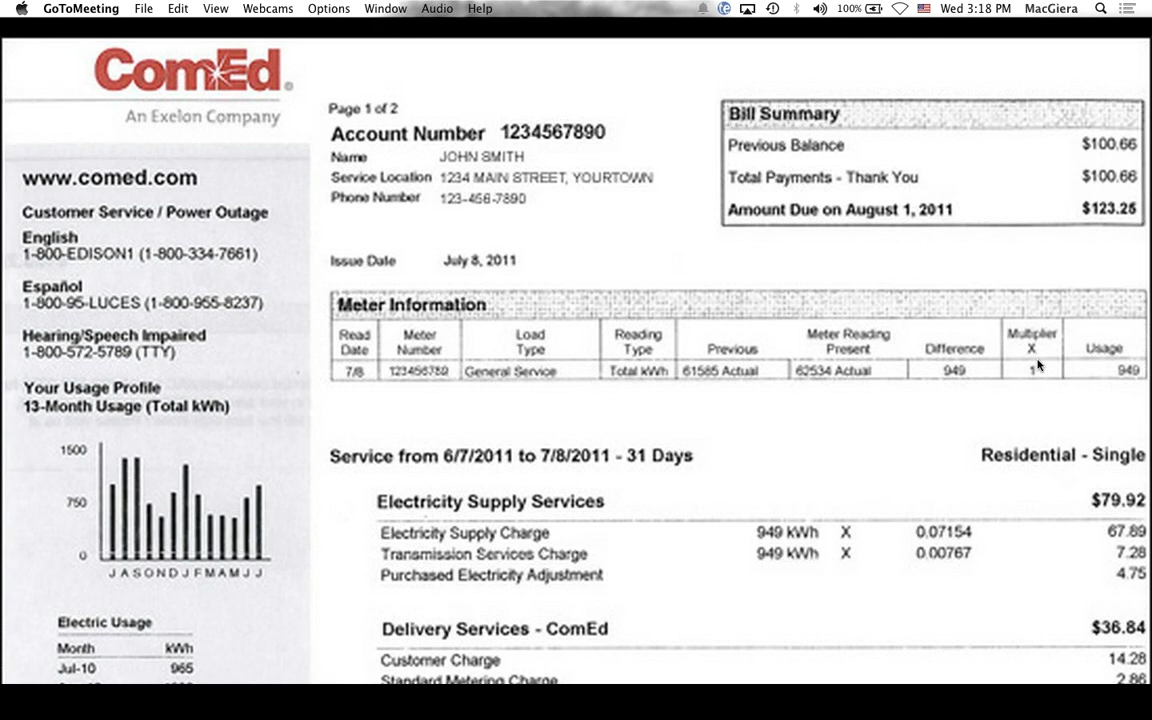 GoToMeeting File Edit View Webcams Options Window Audio Help 100% Wed 3:18 PM MacGiera
ComEd®
An Exelon Company
www.comed.com
Customer Service / Power Outage
English
1-800-EDISON1 (1-800-334-7661)
Español
1-800-95-LUCES (1-800-955-8237)
Hearing/Speech Impaired
1-800-572-5789 (TTY)
Your Usage Profile
13-Month Usage (Total kWh)
1500
750
0
J A S O N D J F M A M J J
Electric Usage
Month kWh
Jul-10 965
Page 1 of 2
Account Number 1234567890
Name JOHN SMITH
Service Location 1234 MAIN STREET, YOURTOWN
Phone Number 123-456-7890
Issue Date July 8, 2011
Bill Summary
Previous Balance $100.66
Total Payments - Thank You $100.66
Amount Due on August 1, 2011 $123.25
Meter Information
Read Meter Load Reading Meter Reading Multiplier
Date Number Type Type Previous Present Difference X Usage
7/8 123456789 General Service Total kWh 61585 Actual 62534 Actual 949 1 949
Service from 6/7/2011 to 7/8/2011 - 31 Days Residential - Single
Electricity Supply Services $79.92
Electricity Supply Charge 949 kWh X 0.07154 67.89
Transmission Services Charge 949 kWh X 0.00767 7.28
Purchased Electricity Adjustment 4.75
Delivery Services - ComEd $36.84
Customer Charge 14.28
Standard Metering Charge 2.86